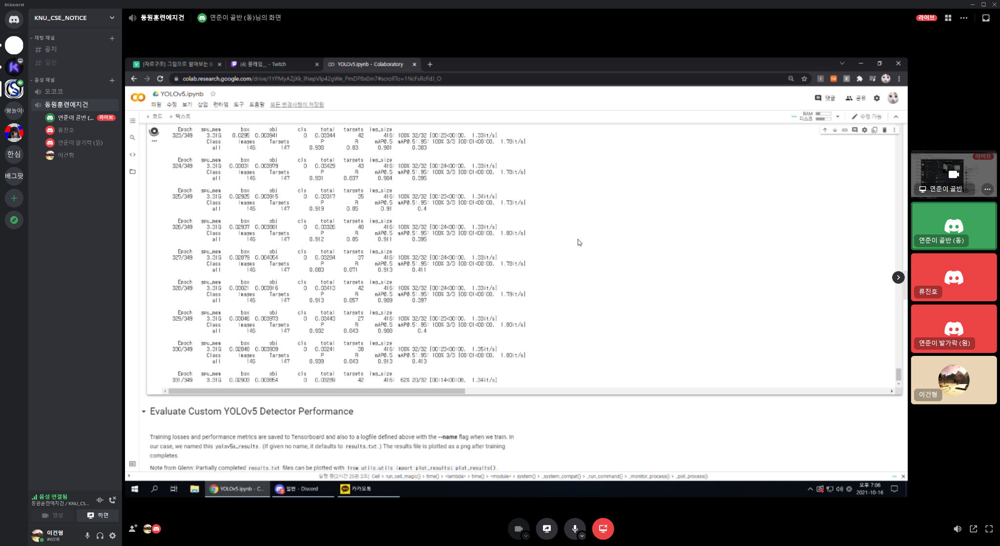 Discord
KNU_CSE_NOTICE
채팅 채널
공지
일반
음성 채널
모코코
동원훈련에지건
연준이 골반 (... 라이브
류진호
연준이 발가락 (원)
이건형
한심
배그팟
음성 연결됨
동원훈련에지건 / KNU_CS...
영상
화면
이건형
#6518
동원훈련에지건
연준이 골반 (동)님의 화면
라이브
[자료구조] 그림으로 알아보는 B
(4) 플레임__ - Twitch
YOLOv5.ipynb - Colaboratory
colab.research.google.com/drive/1YPMyAZjXk_INepVlp42gWe_PmDP8x0m7#scrollTo=1NcFxRcFdJ_O
YOLOv5.ipynb
파일 수정 보기 삽입 런타임 도구 도움말 모든 변경사항이 저장됨
댓글 공유
+ 코드 + 텍스트
RAM
디스크
수정 가능
Epoch gpu_mem box obj cls total targets img_size
323/349 3.31G 0.0295 0.003941 0 0.03344 42 416: 100% 32/32 [00:23<00:00, 1.33it/s]
Class Images Targets P R mAP@.5 mAP@.5:.95: 100% 3/3 [00:01<00:00, 1.78it/s]
all 146 147 0.938 0.83 0.901 0.383
Epoch gpu_mem box obj cls total targets img_size
324/349 3.31G 0.03031 0.003979 0 0.03429 43 416: 100% 32/32 [00:24<00:00, 1.33it/s]
Class Images Targets P R mAP@.5 mAP@.5:.95: 100% 3/3 [00:01<00:00, 1.78it/s]
all 146 147 0.931 0.837 0.904 0.395
Epoch gpu_mem box obj cls total targets img_size
325/349 3.31G 0.02925 0.003915 0 0.03317 35 416: 100% 32/32 [00:23<00:00, 1.34it/s]
Class Images Targets P R mAP@.5 mAP@.5:.95: 100% 3/3 [00:01<00:00, 1.73it/s]
all 146 147 0.919 0.85 0.91 0.4
Epoch gpu_mem box obj cls total targets img_size
326/349 3.31G 0.02937 0.003881 0 0.03326 40 416: 100% 32/32 [00:24<00:00, 1.33it/s]
Class Images Targets P R mAP@.5 mAP@.5:.95: 100% 3/3 [00:01<00:00, 1.80it/s]
all 146 147 0.912 0.85 0.911 0.395
Epoch gpu_mem box obj cls total targets img_size
327/349 3.31G 0.02879 0.004054 0 0.03284 37 416: 100% 32/32 [00:24<00:00, 1.33it/s]
Class Images Targets P R mAP@.5 mAP@.5:.95: 100% 3/3 [00:01<00:00, 1.78it/s]
all 146 147 0.883 0.871 0.913 0.411
Epoch gpu_mem box obj cls total targets img_size
328/349 3.31G 0.03021 0.003916 0 0.03413 42 416: 100% 32/32 [00:24<00:00, 1.33it/s]
Class Images Targets P R mAP@.5 mAP@.5:.95: 100% 3/3 [00:01<00:00, 1.79it/s]
all 146 147 0.913 0.857 0.909 0.397
Epoch gpu_mem box obj cls total targets img_size
329/349 3.31G 0.03046 0.003973 0 0.03443 27 416: 100% 32/32 [00:23<00:00, 1.33it/s]
Class Images Targets P R mAP@.5 mAP@.5:.95: 100% 3/3 [00:01<00:00, 1.80it/s]
all 146 147 0.932 0.843 0.908 0.4
Epoch gpu_mem box obj cls total targets img_size
330/349 3.31G 0.02848 0.003939 0 0.03241 38 416: 100% 32/32 [00:23<00:00, 1.35it/s]
Class Images Targets P R mAP@.5 mAP@.5:.95: 100% 3/3 [00:01<00:00, 1.80it/s]
all 146 147 0.939 0.843 0.913 0.413
Epoch gpu_mem box obj cls total targets img_size
331/349 3.31G 0.02903 0.003854 0 0.03289 42 416: 62% 20/32 [00:14<00:08, 1.34it/s]
Evaluate Custom YOLOv5 Detector Performance
Training losses and performance metrics are saved to Tensorboard and also to a logfile defined above with the --name flag when we train. In
our case, we named this yolov5s_results. (If given no name, it defaults to results.txt.) The results file is plotted as a png after training
completes.
Note from Glenn: Partially completed results.txt files can be plotted with from utils.utils import plot_results; plot_results().
실행 중(2시간 25분 2초) Cell > run_cell_magic() > time() > <lambda> > time() > <module> > system() > _system_compat() > _run_command() > _monitor_process() > _poll_process()
YOLOv5.ipynb - C...
일반 - Discord
카카오톡
오후 7:06
2021-10-16
라이브
연준이 골반 ...
연준이 골반 (동)
류진호
연준이 발가락 (원)
이건형